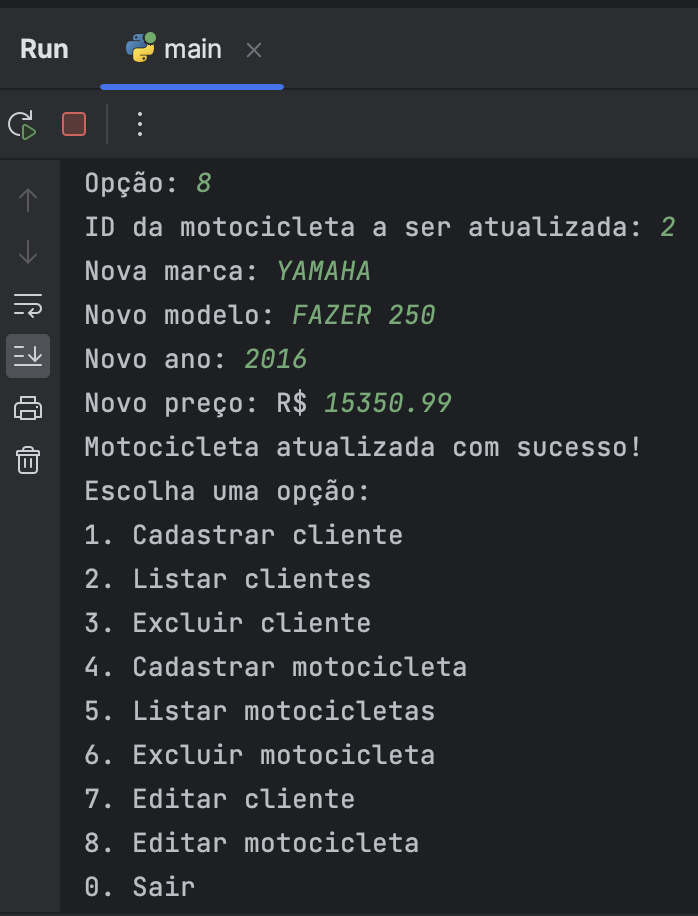 Run
main
Opção: 8
ID da motocicleta a ser atualizada: 2
Nova marca: YAMAHA
Novo modelo: FAZER 250
Novo ano: 2016
Novo preço: R$ 15350.99
Motocicleta atualizada com sucesso!
Escolha uma opção:
1. Cadastrar cliente
2. Listar clientes
3. Excluir cliente
4. Cadastrar motocicleta
5. Listar motocicletas
6. Excluir motocicleta
7. Editar cliente
8. Editar motocicleta
0. Sair